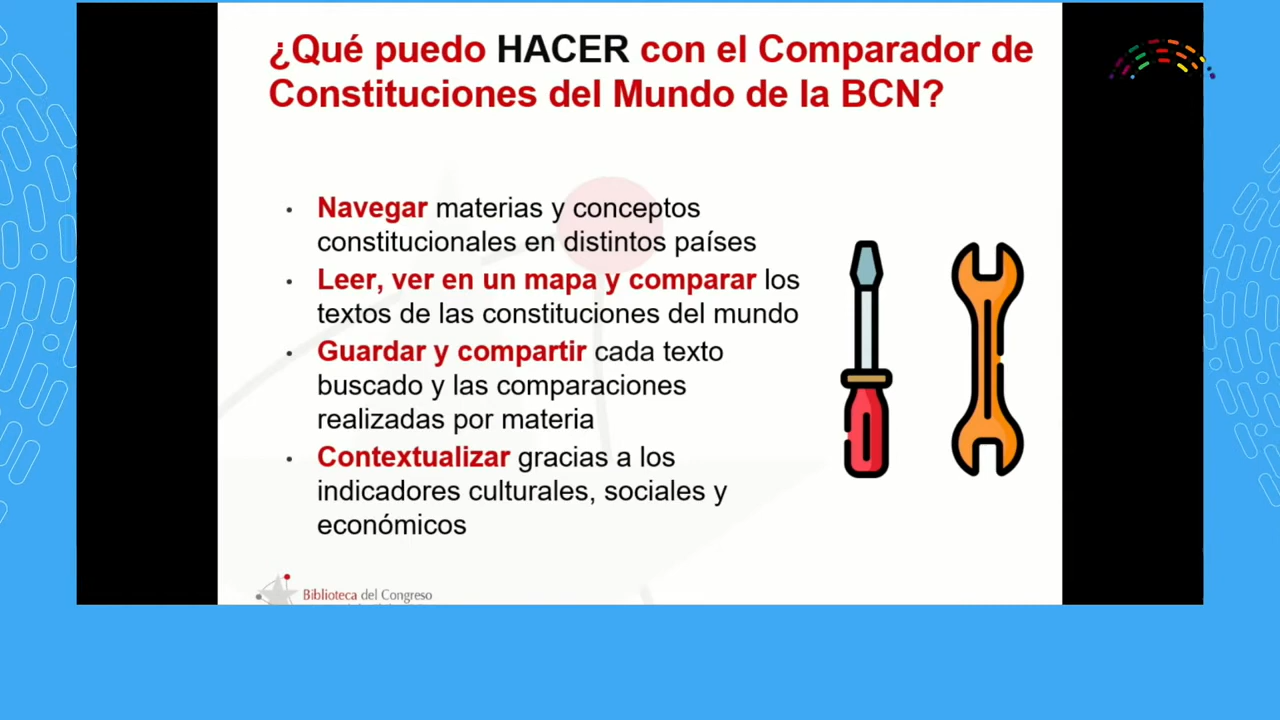 ¿Qué puedo HACER con el Comparador de
Constituciones del Mundo de la BCN?
• Navegar materias y conceptos
constitucionales en distintos países
• Leer, ver en un mapa y comparar los
textos de las constituciones del mundo
• Guardar y compartir cada texto
buscado y las comparaciones
realizadas por materia
• Contextualizar gracias a los
indicadores culturales, sociales y
económicos
Biblioteca del Congreso